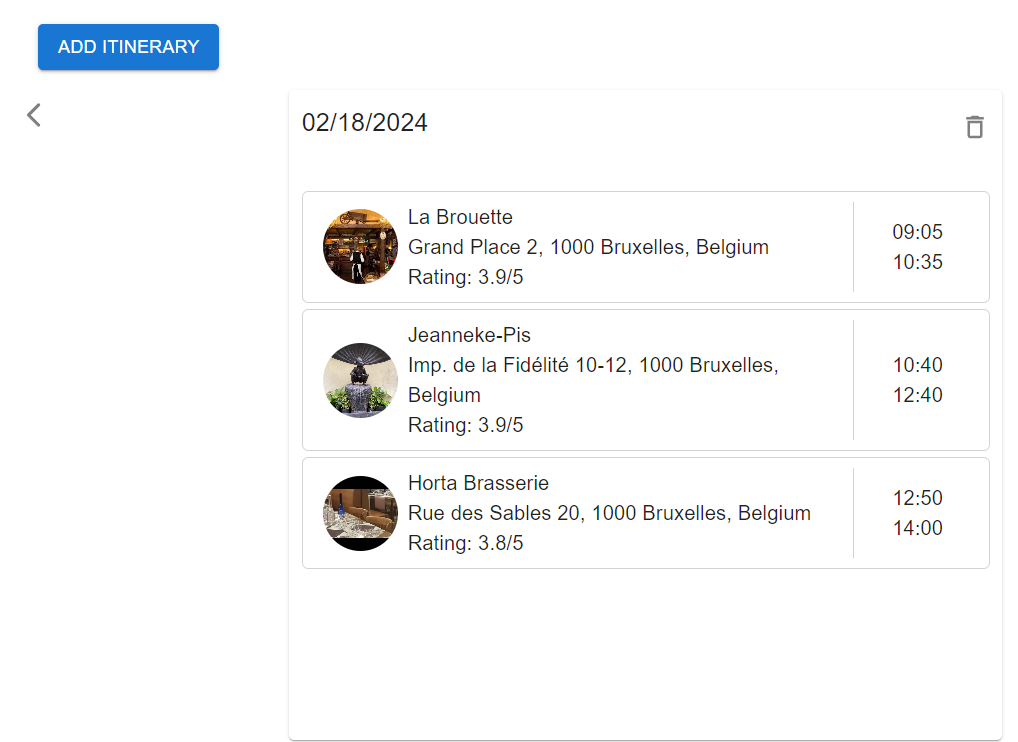 ADD ITINERARY
02/18/2024
La Brouette
Grand Place 2, 1000 Bruxelles, Belgium
Rating: 3.9/5
09:05
10:35
Jeanneke-Pis
Imp. de la Fidélité 10-12, 1000 Bruxelles,
Belgium
Rating: 3.9/5
10:40
12:40
Horta Brasserie
Rue des Sables 20, 1000 Bruxelles, Belgium
Rating: 3.8/5
12:50
14:00